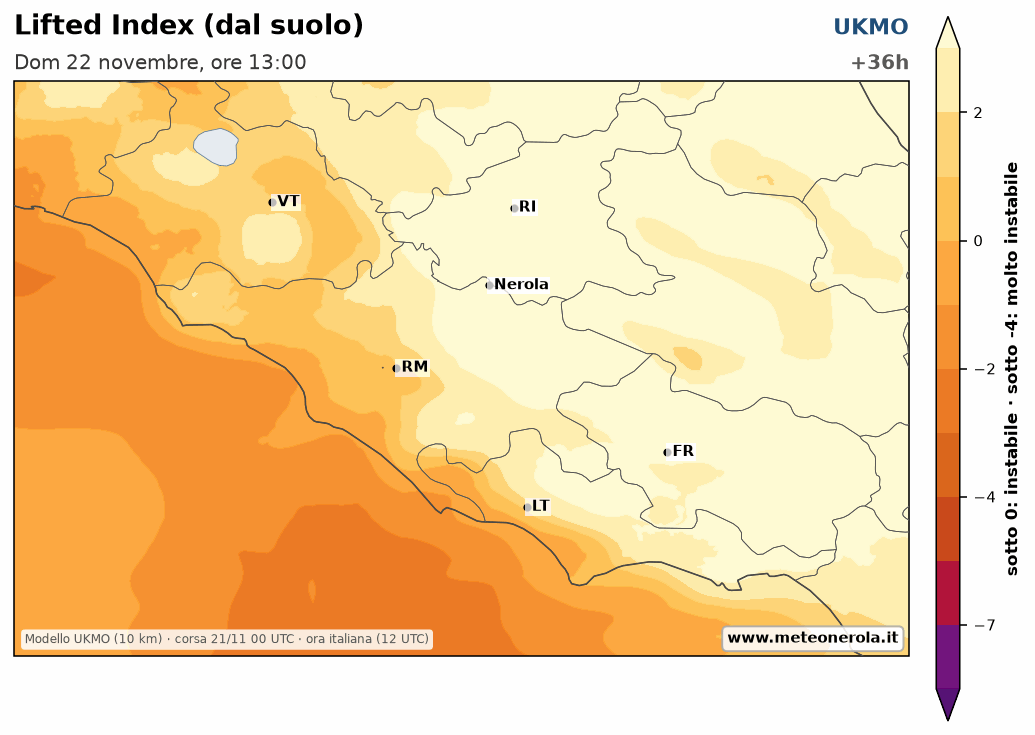 Lifted Index (dal suolo)
UKMO
Dom 22 novembre, ore 13:00
+36h
VT
RI
Nerola
RM
FR
LT
Modello UKMO (10 km) · corsa 21/11 00 UTC · ora italiana (12 UTC)
www.meteonerola.it
2
0
−2
−4
−7
sotto 0: instabile · sotto -4: molto instabile